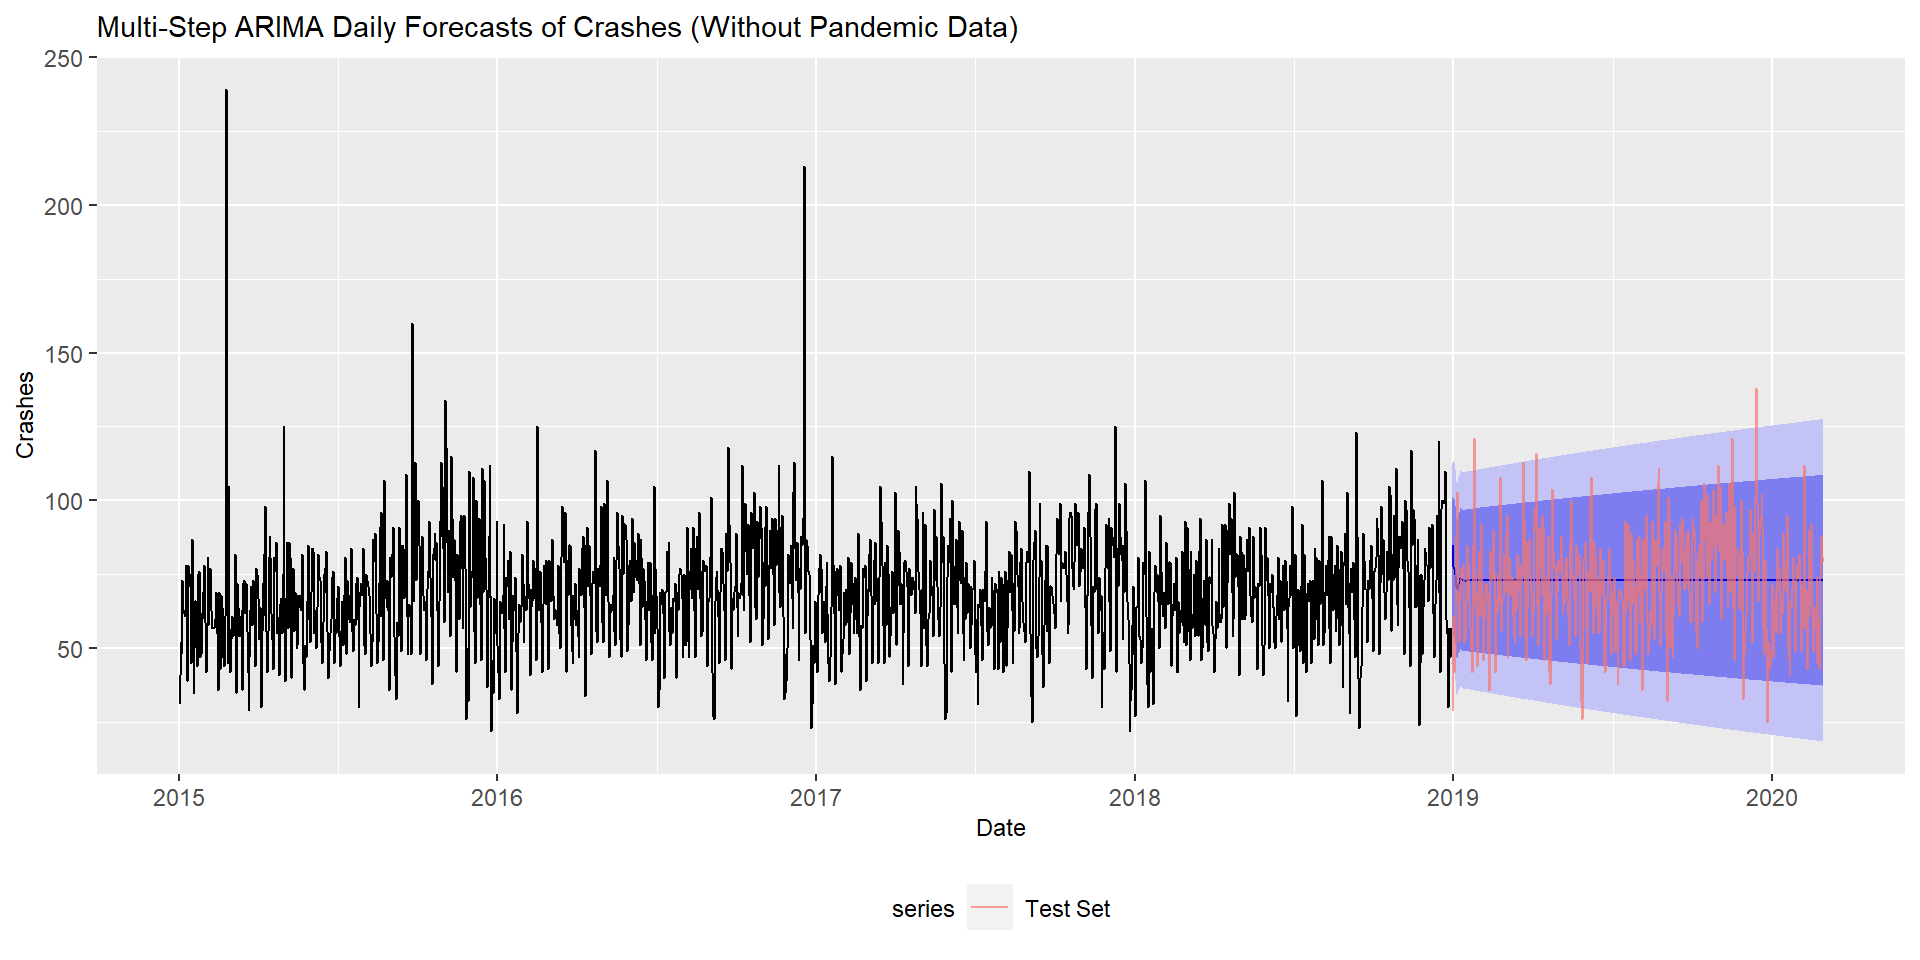 Multi-Step ARIMA Daily Forecasts of Crashes (Without Pandemic Data)
250
200
150
100
50
Crashes
2015 2016 2017 2018 2019 2020
Date
series Test Set